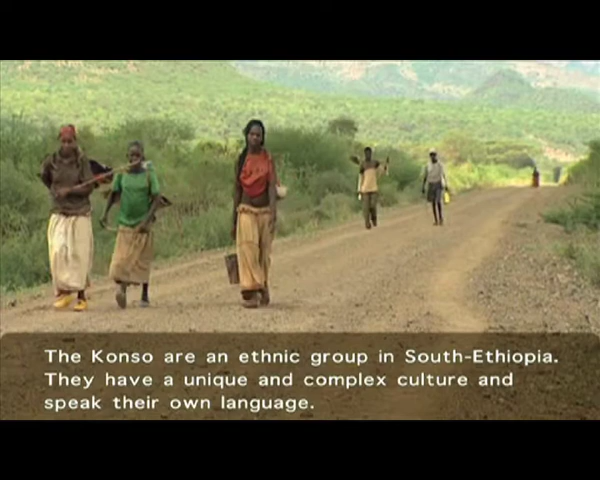 The Konso are an ethnic group in South-Ethiopia.
They have a unique and complex culture and
speak their own language.